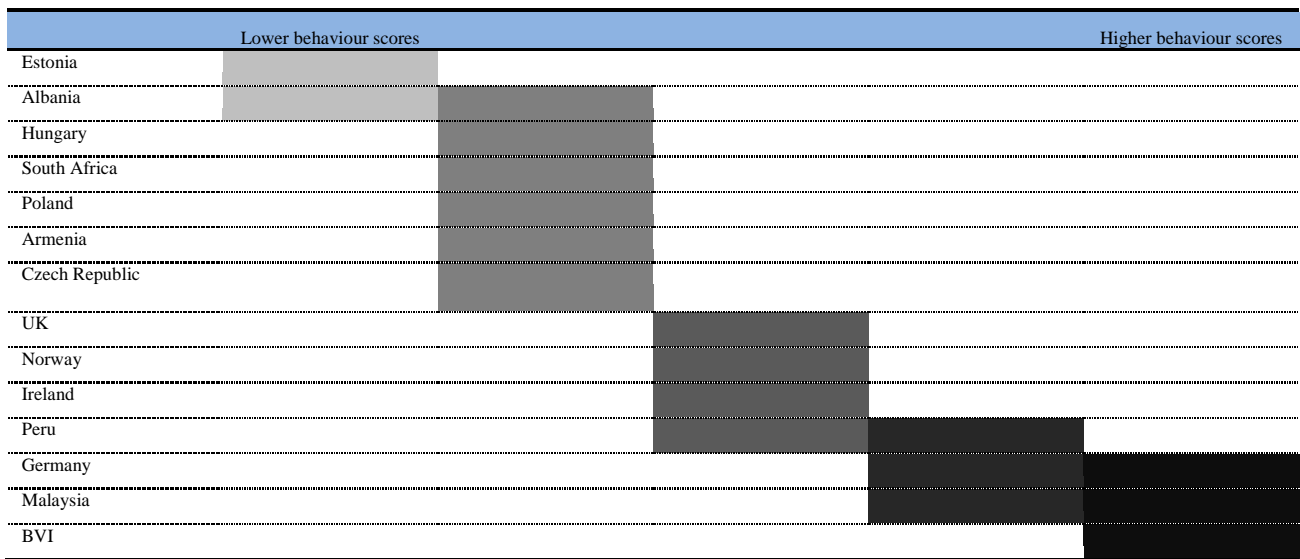 Lower behaviour scores Higher behaviour scores
Estonia
Albania
Hungary
South Africa
Poland
Armenia
Czech Republic
UK
Norway
Ireland
Peru
Germany
Malaysia
BVI